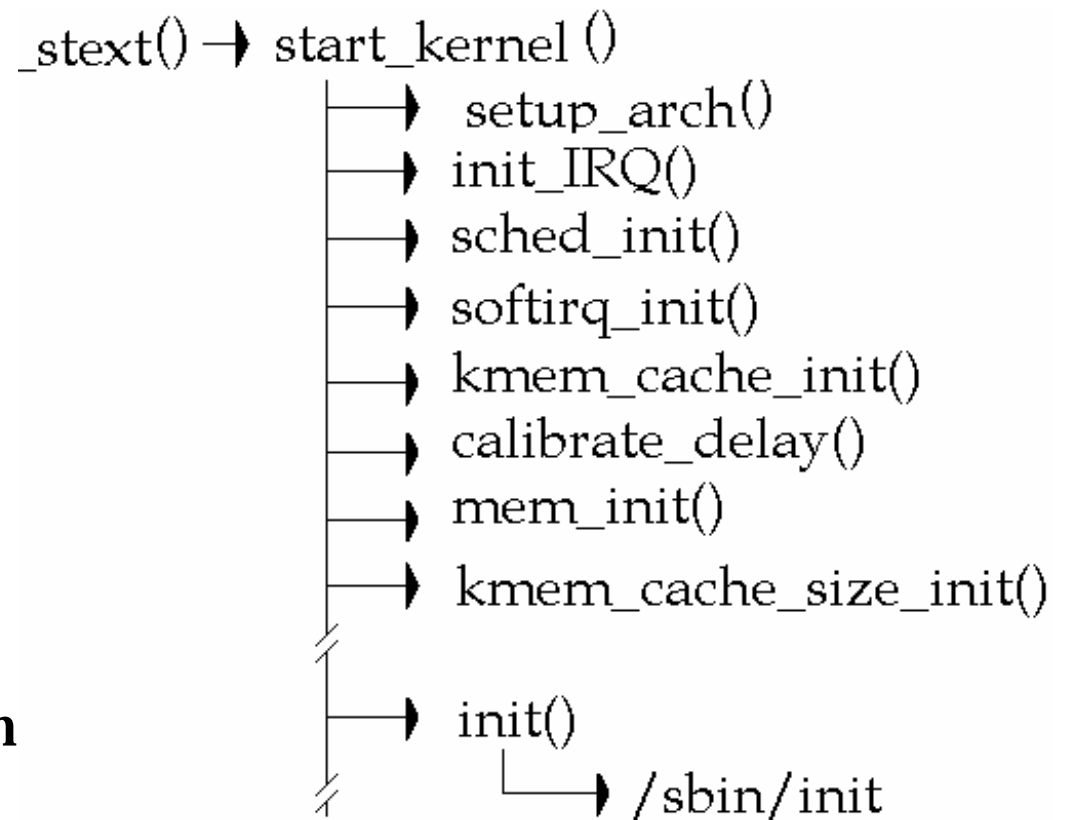 _stext() → start_kernel ()
setup_arch()
init_IRQ()
sched_init()
softirq_init()
kmem_cache_init()
calibrate_delay()
mem_init()
kmem_cache_size_init()
init()
/sbin/init